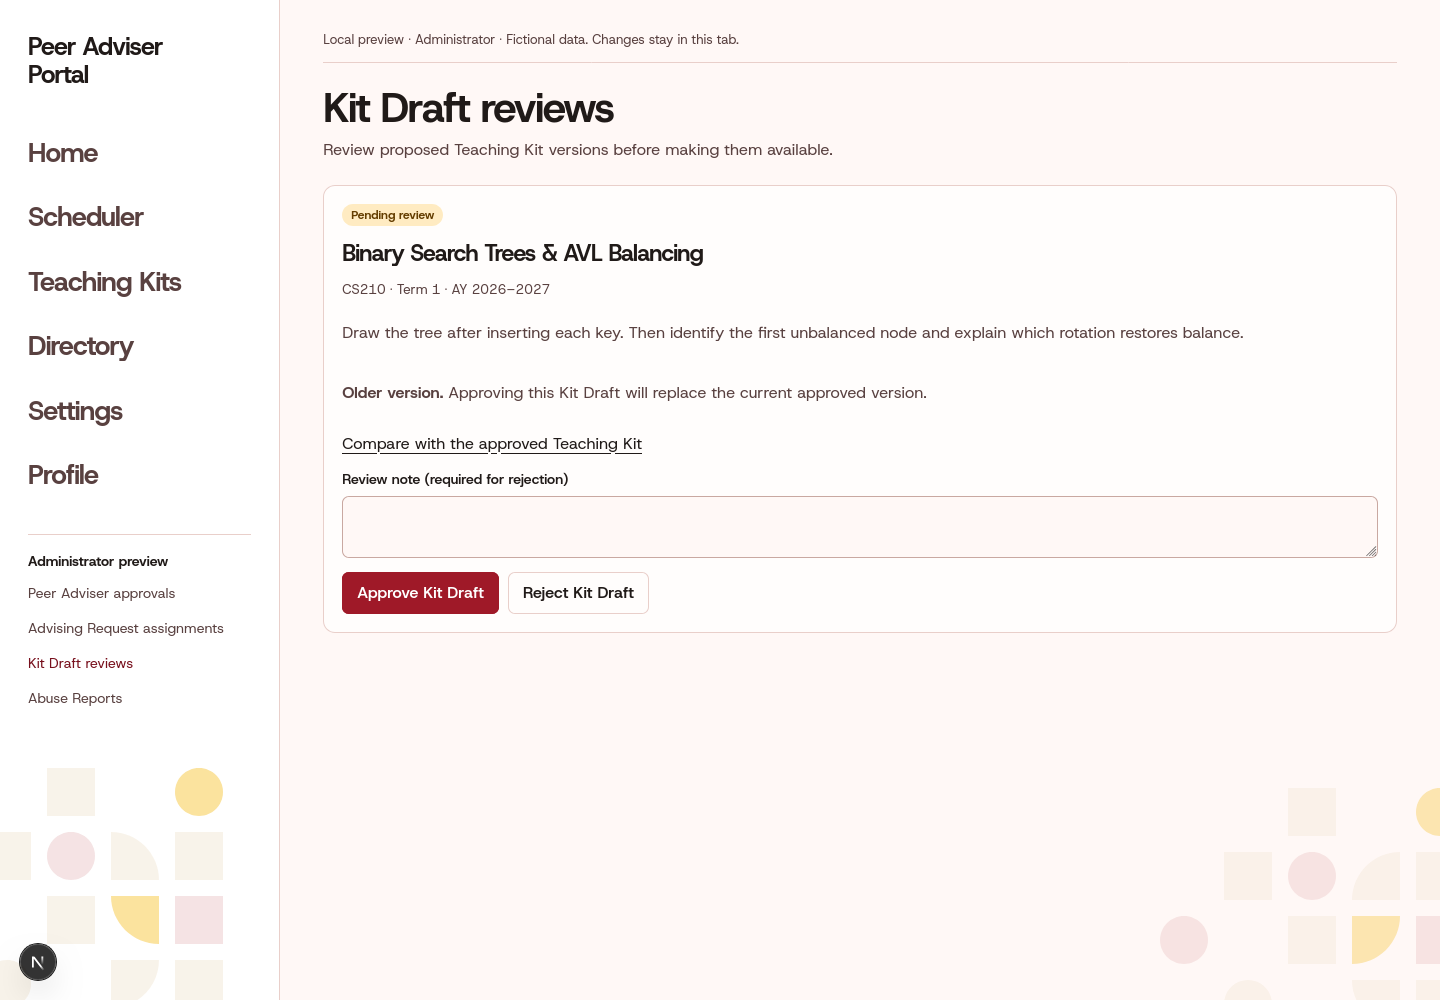 Peer Adviser
Portal
Home
Scheduler
Teaching Kits
Directory
Settings
Profile
Administrator preview
Peer Adviser approvals
Advising Request assignments
Kit Draft reviews
Abuse Reports
N
Local preview · Administrator · Fictional data. Changes stay in this tab.
Kit Draft reviews
Review proposed Teaching Kit versions before making them available.
Pending review
Binary Search Trees & AVL Balancing
CS210 · Term 1 · AY 2026–2027
Draw the tree after inserting each key. Then identify the first unbalanced node and explain which rotation restores balance.
Older version. Approving this Kit Draft will replace the current approved version.
Compare with the approved Teaching Kit
Review note (required for rejection)
Approve Kit Draft
Reject Kit Draft